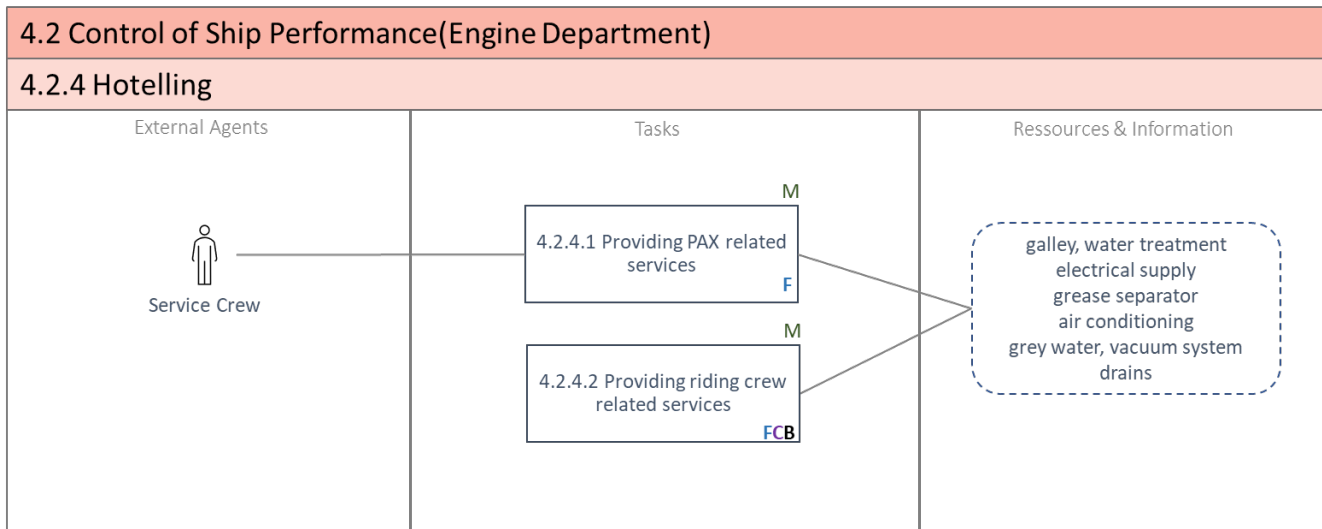 4.2 Control of Ship Performance(Engine Department)
4.2.4 Hotelling
External Agents
Tasks
Ressources & Information
Service Crew
M
4.2.4.1 Providing PAX related
services
F
M
4.2.4.2 Providing riding crew
related services
FCB
galley, water treatment
electrical supply
grease separator
air conditioning
grey water, vacuum system
drains